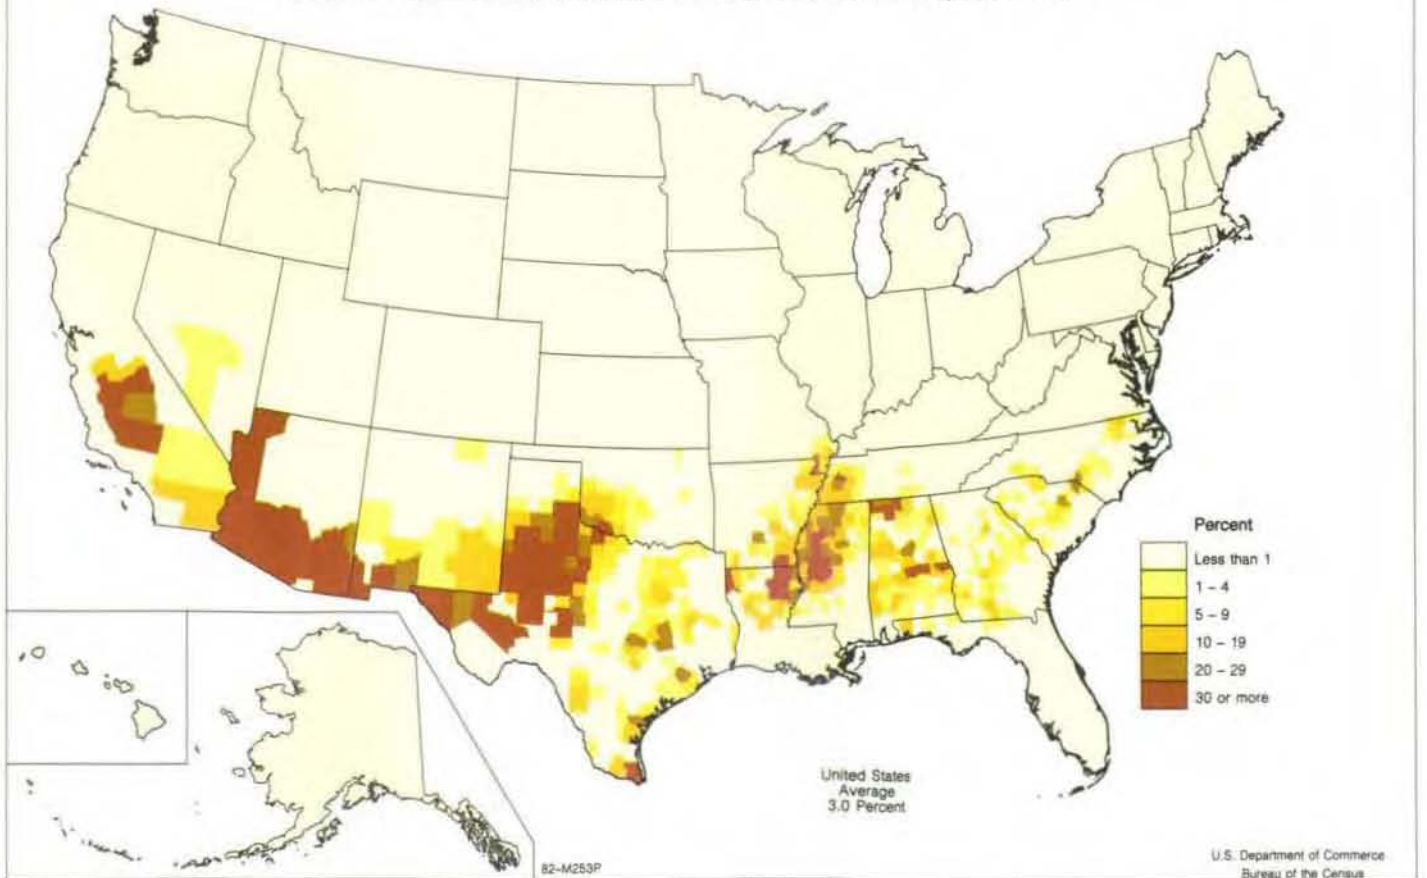 Percent
Less than 1
1 – 4
5 – 9
10 – 19
20 – 29
30 or more
United States
Average
3.0 Percent
82-M253P
U.S. Department of Commerce
Bureau of the Census